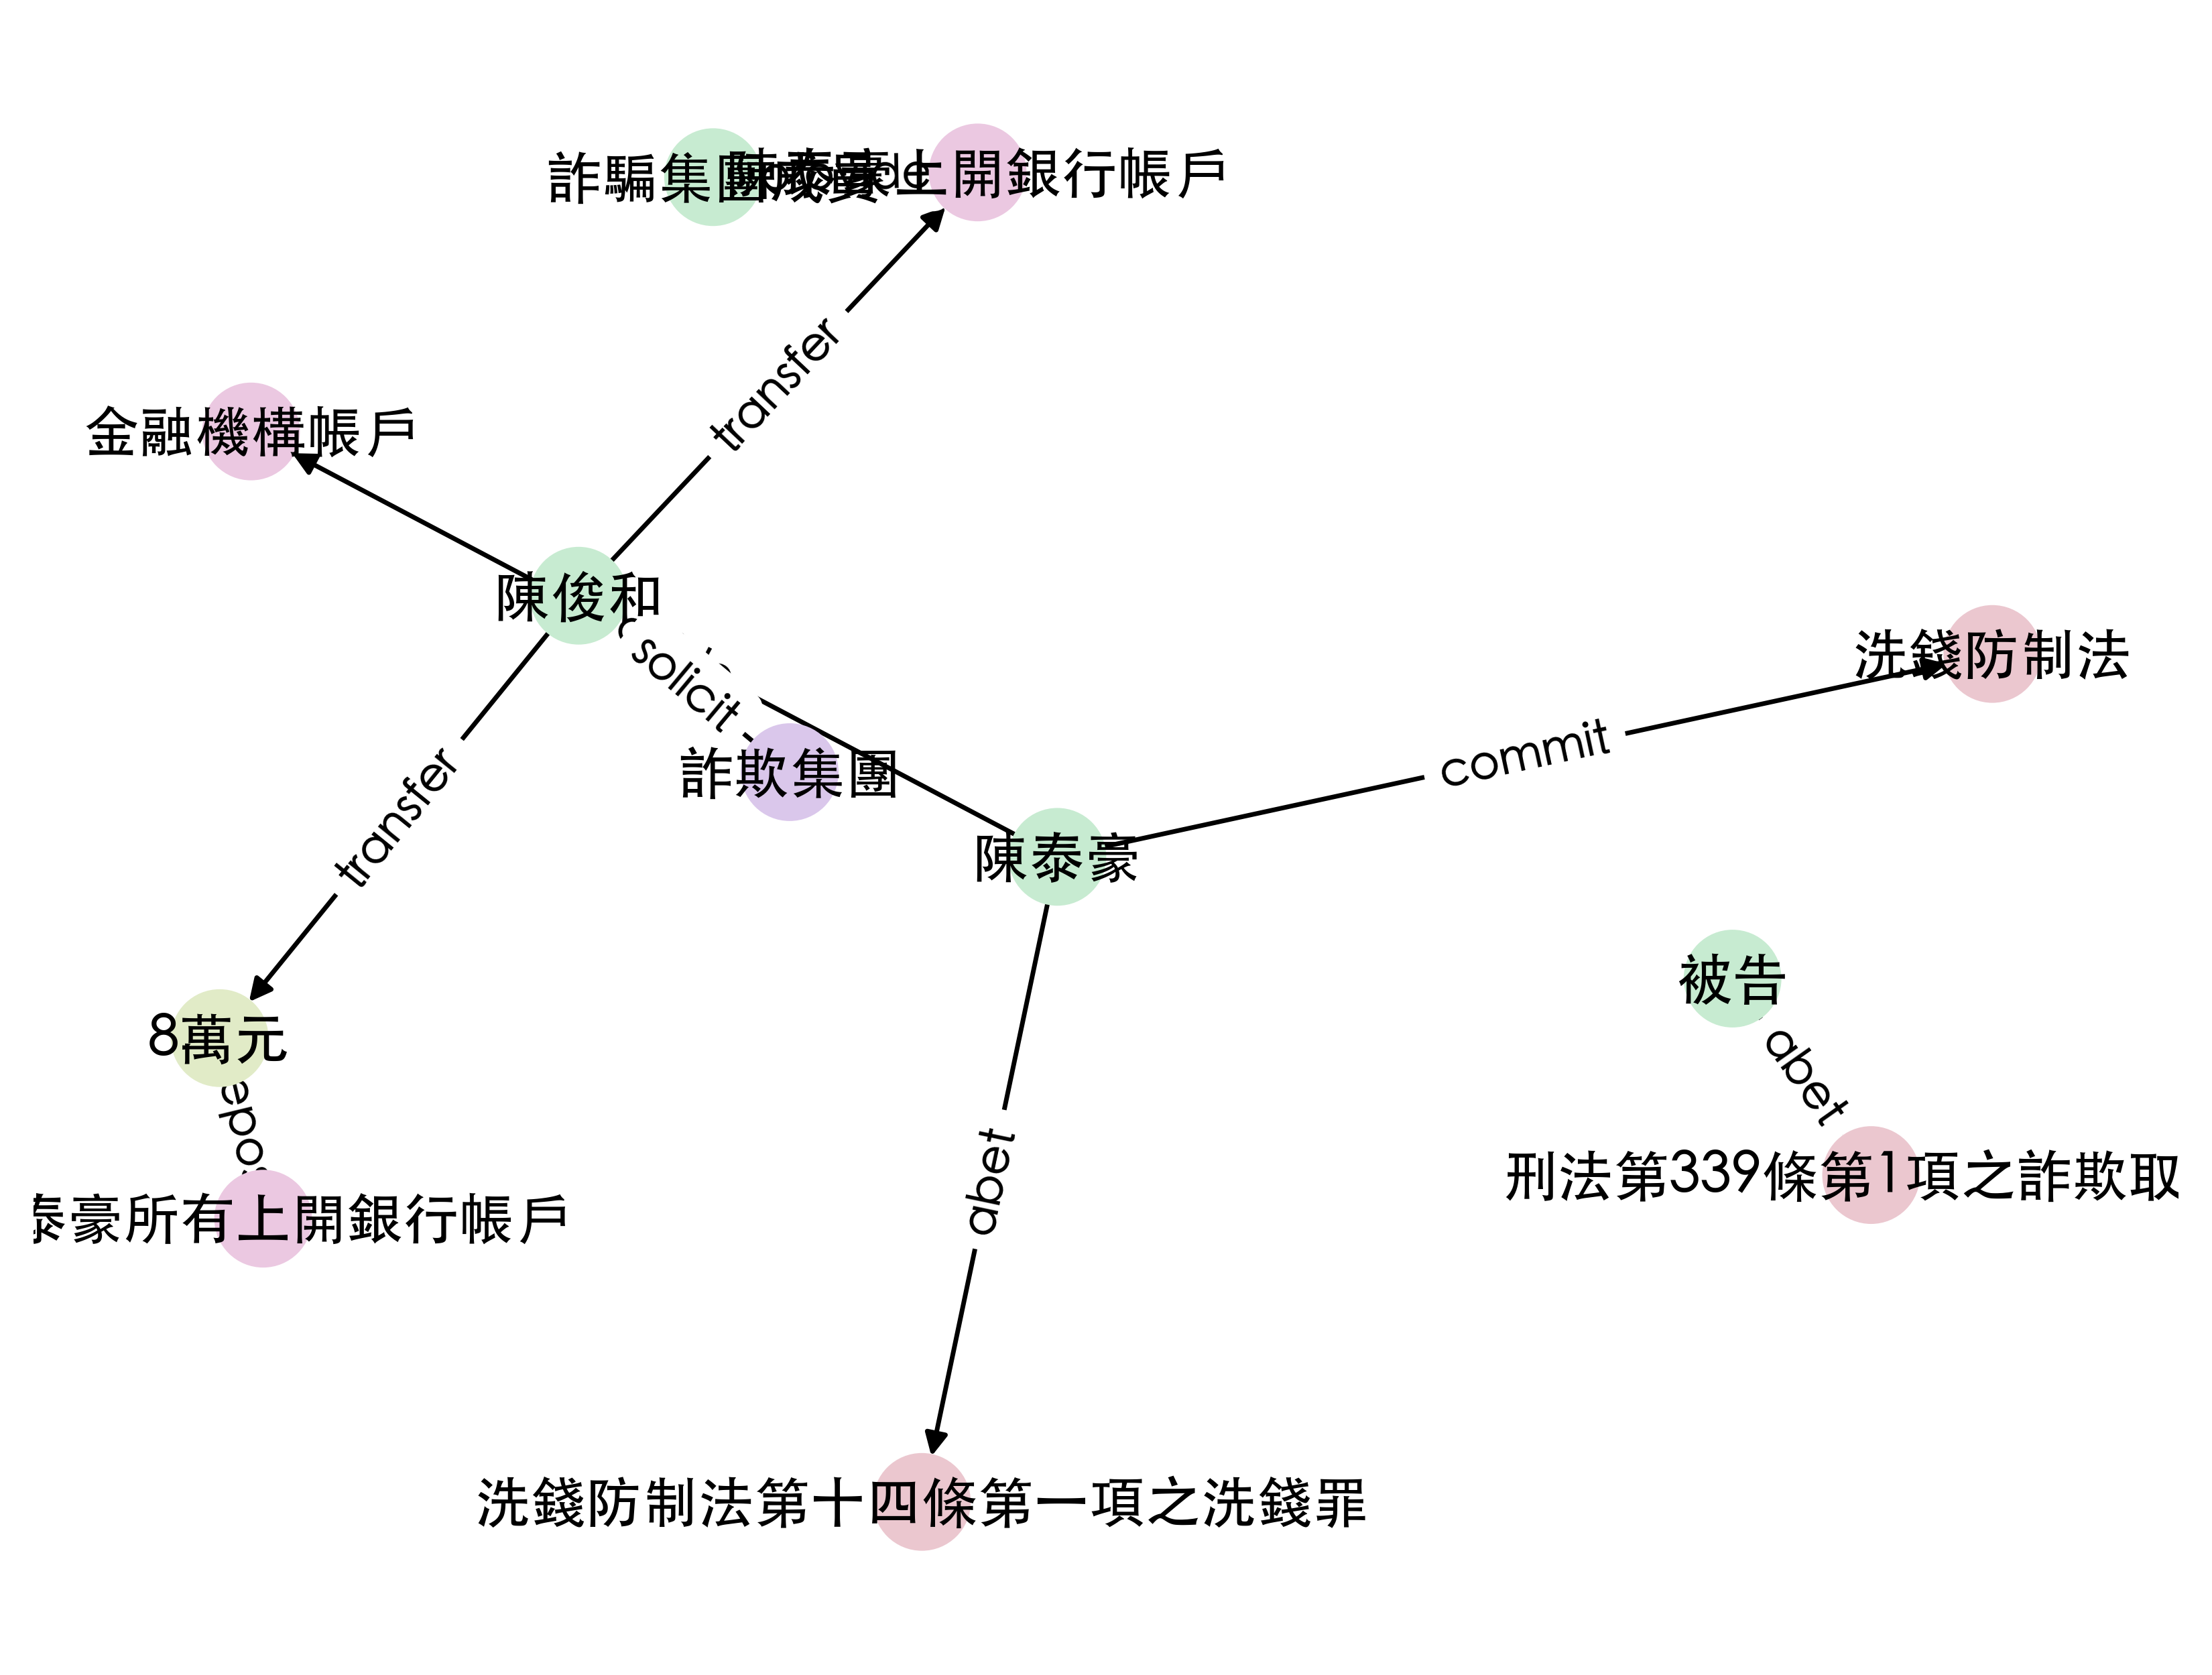 詐騙集團成員
陳泰豪上開銀行帳戶
transfer
金融機構帳戶
陳俊和
solicit
洗錢防制法
commit
詐欺集團
transfer
陳泰豪
被告
8萬元
abet
epo
abet
刑法第339條第1項之詐欺取
泰豪所有上開銀行帳戶
洗錢防制法第十四條第一項之洗錢罪